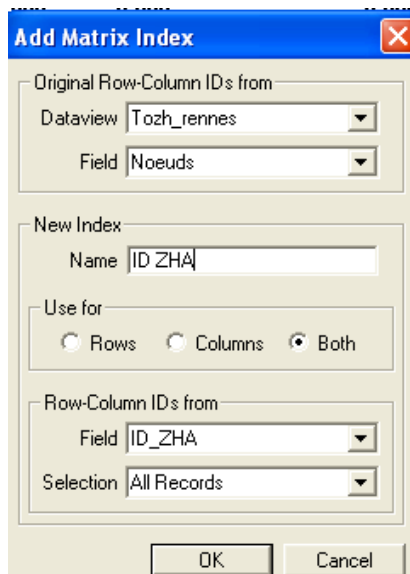 Add Matrix Index
Original Row-Column IDs from
Dataview Tozh_rennes
Field Noeuds
New Index
Name ID ZHA
Use for
Rows Columns Both
Row-Column IDs from
Field ID_ZHA
Selection All Records
OK Cancel